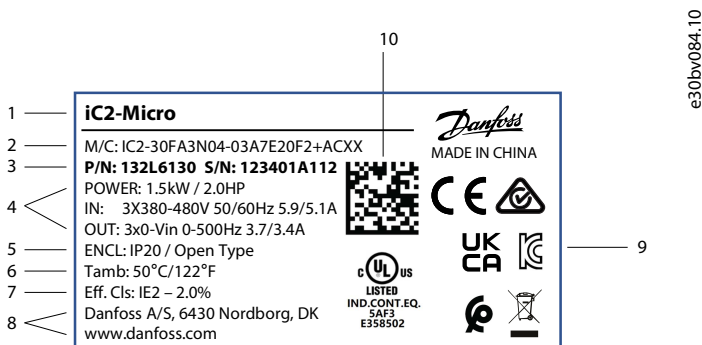 e30bv084.10
10
1
iC2-Micro
2
M/C: IC2-30FA3N04-03A7E20F2+ACXX
3
P/N: 132L6130 S/N: 123401A112
4
POWER: 1.5kW / 2.0HP
IN: 3X380-480V 50/60Hz 5.9/5.1A
OUT: 3x0-Vin 0-500Hz 3.7/3.4A
5
ENCL: IP20 / Open Type
6
Tamb: 50°C/122°F
7
Eff. Cls: IE2 – 2.0%
8
Danfoss A/S, 6430 Nordborg, DK
www.danfoss.com
Danfoss
MADE IN CHINA
CE
UK
CA
9
c UL us
LISTED
IND.CONT.EQ.
5AF3
E358502